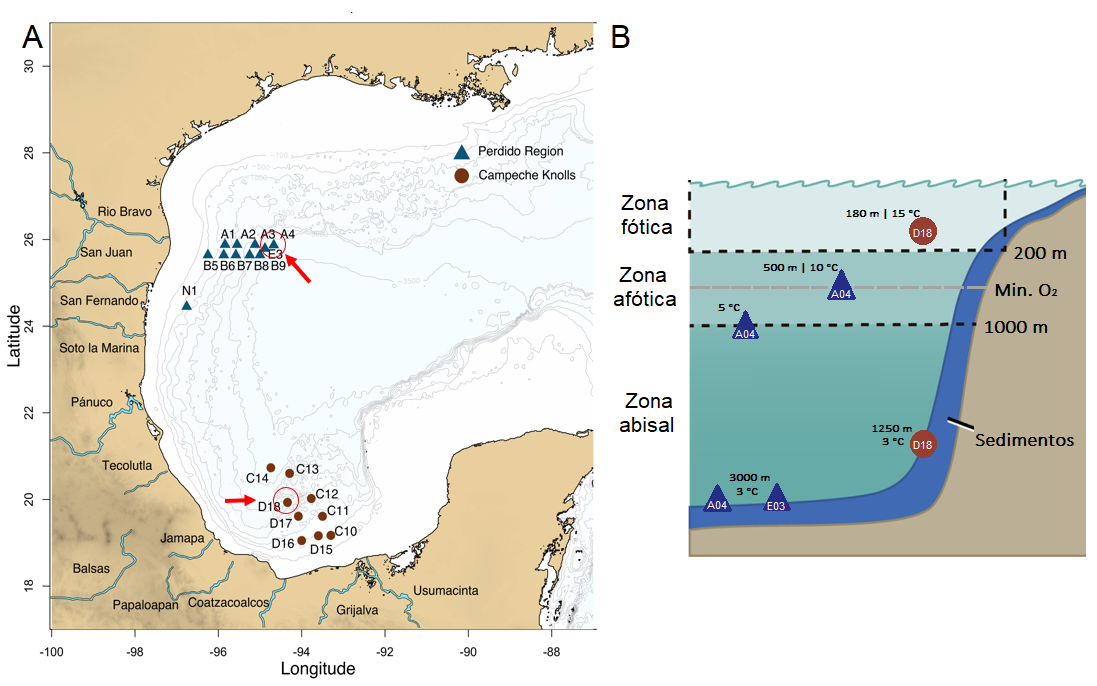 A
30
28
26
24
22
20
18
Latitude
-100
-98
-96
-94
-92
-90
-88
Longitude
Perdido Region
Campeche Knolls
-100
-500
-3500
A1
A2
A3
A4
B5
B6
B7
B8
B9
E3
N1
Rio Bravo
San Juan
San Fernando
Soto la Marina
Pánuco
Tecolutla
Jamapa
Balsas
Papaloapan
Coatzacoalcos
Grijalva
Usumacinta
C14
C13
D18
C12
D17
C11
D16
D15
C10
B
Zona
fótica
Zona
afótica
Zona
abisal
180 m | 15 °C
D18
200 m
500 m | 10 °C
A04
Min. O₂
5 °C
A04
1000 m
1250 m
3 °C
D18
Sedimentos
3000 m
3 °C
A04
E03